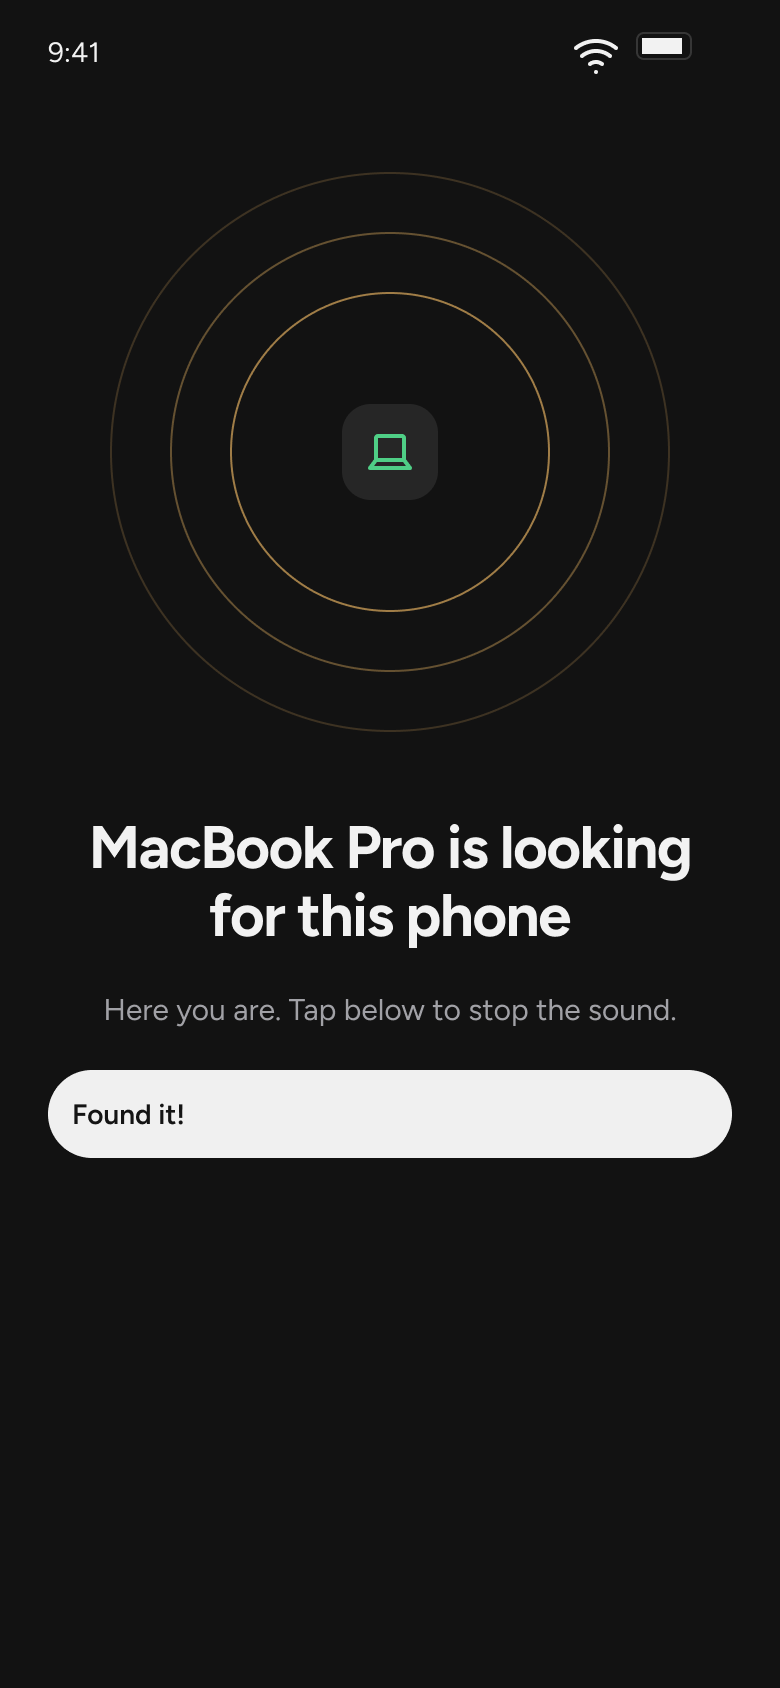 9:41
MacBook Pro is looking
for this phone
Here you are. Tap below to stop the sound.
Found it!